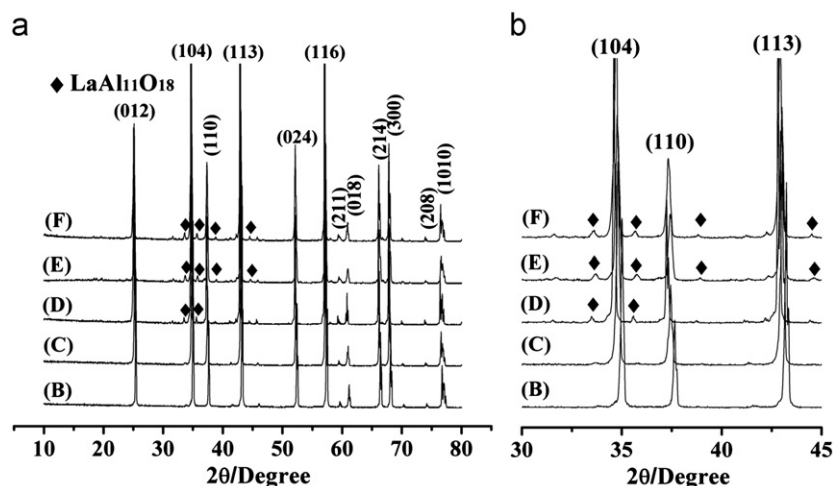 a
(104)
(113)
(116)
◆ LaAl₁₁O₁₈
(012)
(110)
(024)
(211)
(018)
(214)
(300)
(208)
(1010)
(F)
(E)
(D)
(C)
(B)
10 20 30 40 50 60 70 80
2θ/Degree
b
(104)
(113)
(110)
(F)
(E)
(D)
(C)
(B)
30 35 40 45
2θ/Degree